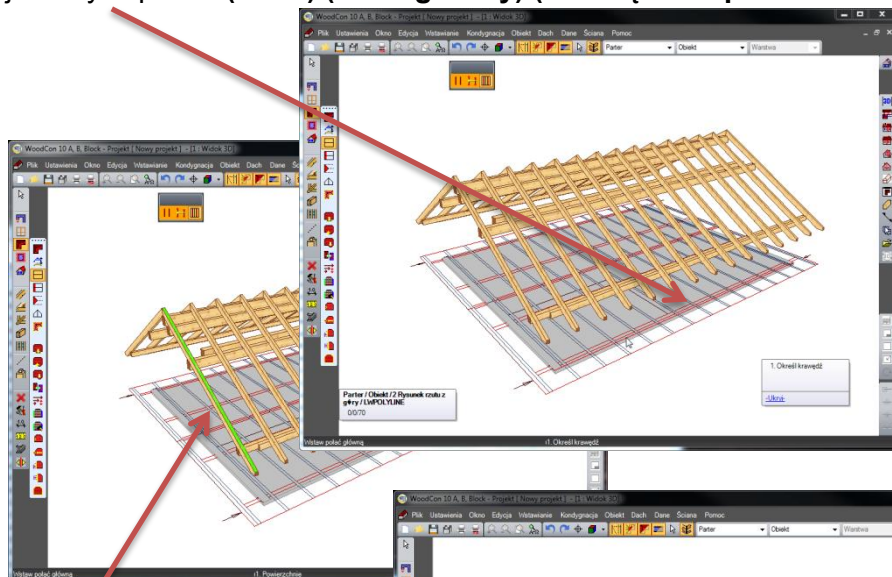 WoodCon 10 A, B, Block - Projekt [ Nowy projekt ] - [1 : Widok 3D]
Plik Ustawienia Okno Edycja Wstawianie Kondygnacja Obiekt Dach Dane Ściana Pomoc
Parter Obiekt Warstwa
1. Określ krawędź
-Ukryj-
Parter / Obiekt / 2 Rysunek rzutu z
g♦ry / LWPOLYLINE
0/0/70
Wstaw połać główną ı1. Określ krawędź
WoodCon 10 A, B, Block - Projekt [ Nowy projekt ] - [1 : Widok 3D]
Plik Ustawienia Okno Edycja Wstawianie Kondygnacja Obiekt Dach Dane
Wstaw połać główną ı1. Powierzchnie
WoodCon 10 A, B, Block - Projekt [ Nowy projekt ] - [1 : Widok 3D]
Plik Ustawienia Okno Edycja Wstawianie Kondygnacja Obiekt Dach Dane Ściana Pomoc
Parter Obiekt Warstwa